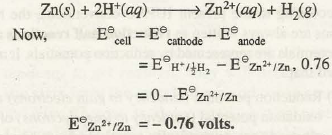 Zn(s) + 2H⁺(aq) ⟶ Zn²⁺(aq) + H₂(g)
Now, E⊖cell = E⊖cathode − E⊖anode
= E⊖H⁺/½H₂ − E⊖Zn²⁺/Zn, 0.76
= 0 − E⊖Zn²⁺/Zn
E⊖Zn²⁺/Zn = − 0.76 volts.